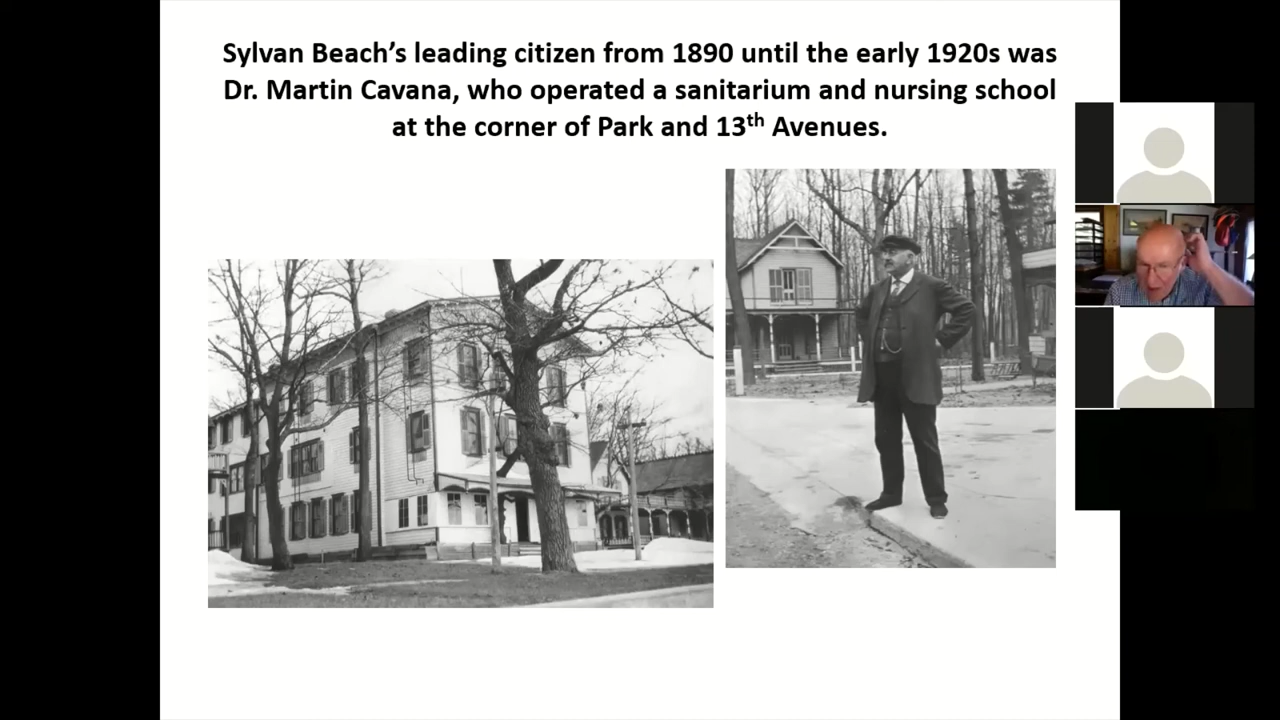 Sylvan Beach’s leading citizen from 1890 until the early 1920s was
Dr. Martin Cavana, who operated a sanitarium and nursing school
at the corner of Park and 13th Avenues.